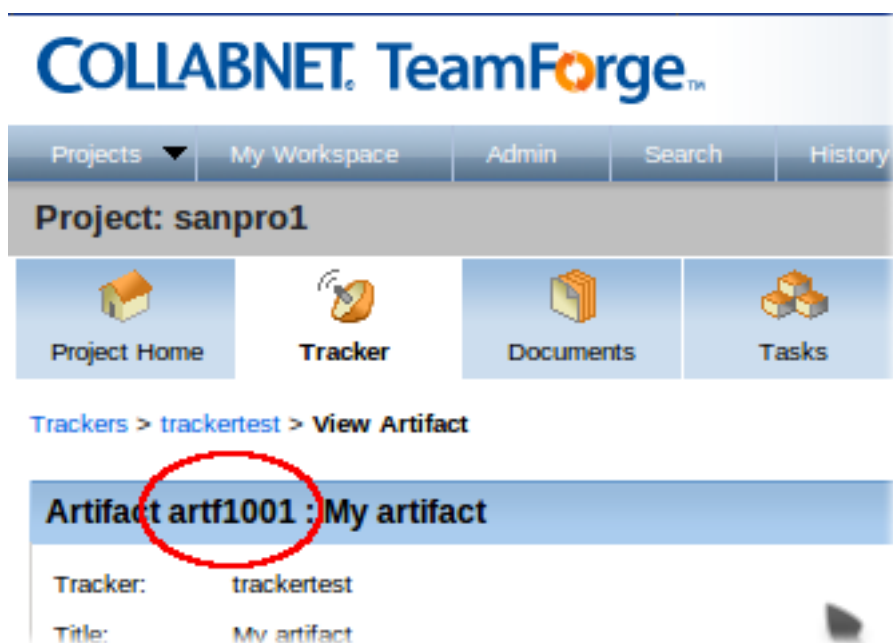 COLLABNET. TeamForge™
Projects My Workspace Admin Search History
Project: sanpro1
Project Home Tracker Documents Tasks
Trackers > trackertest > View Artifact
Artifact artf1001 : My artifact
Tracker: trackertest
Title: My artifact